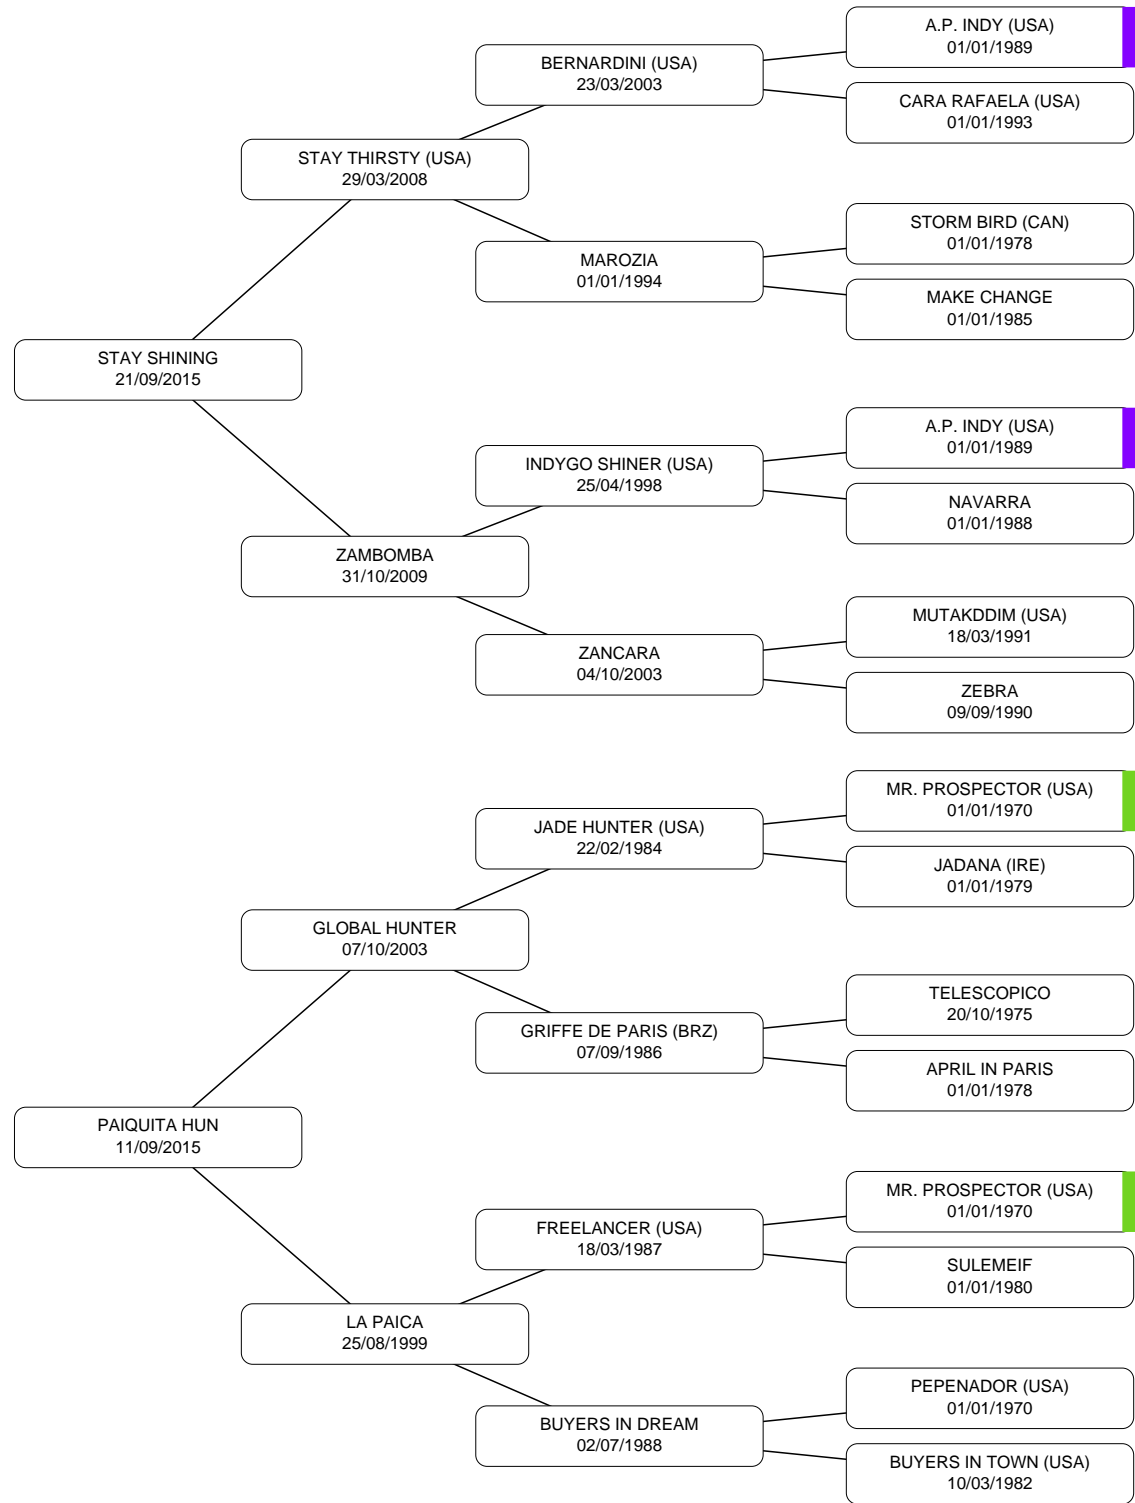 A.P. INDY (USA)
01/01/1989
BERNARDINI (USA)
23/03/2003
CARA RAFAELA (USA)
01/01/1993
STAY THIRSTY (USA)
29/03/2008
STORM BIRD (CAN)
01/01/1978
MAROZIA
01/01/1994
MAKE CHANGE
01/01/1985
STAY SHINING
21/09/2015
A.P. INDY (USA)
01/01/1989
INDYGO SHINER (USA)
25/04/1998
NAVARRA
01/01/1988
ZAMBOMBA
31/10/2009
MUTAKDDIM (USA)
18/03/1991
ZANCARA
04/10/2003
ZEBRA
09/09/1990
MR. PROSPECTOR (USA)
01/01/1970
JADE HUNTER (USA)
22/02/1984
JADANA (IRE)
01/01/1979
GLOBAL HUNTER
07/10/2003
TELESCOPICO
20/10/1975
GRIFFE DE PARIS (BRZ)
07/09/1986
APRIL IN PARIS
01/01/1978
PAIQUITA HUN
11/09/2015
MR. PROSPECTOR (USA)
01/01/1970
FREELANCER (USA)
18/03/1987
SULEMEIF
01/01/1980
LA PAICA
25/08/1999
PEPENADOR (USA)
01/01/1970
BUYERS IN DREAM
02/07/1988
BUYERS IN TOWN (USA)
10/03/1982